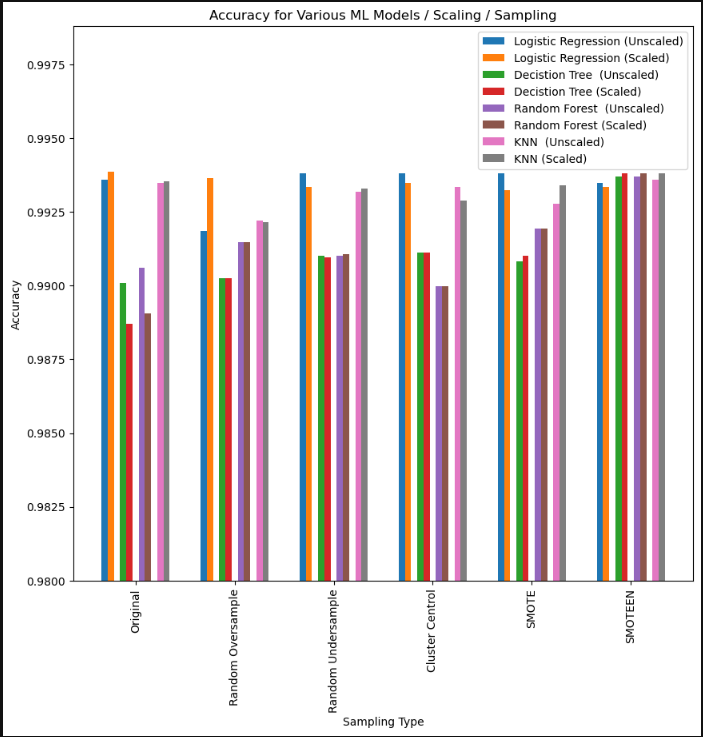 Accuracy for Various ML Models / Scaling / Sampling
Logistic Regression (Unscaled)
Logistic Regression (Scaled)
Decistion Tree  (Unscaled)
Decistion Tree (Scaled)
Random Forest  (Unscaled)
Random Forest (Scaled)
KNN  (Unscaled)
KNN (Scaled)
0.9975
0.9950
0.9925
0.9900
0.9875
0.9850
0.9825
0.9800
Accuracy
Original
Random Oversample
Random Undersample
Cluster Centrol
SMOTE
SMOTEEN
Sampling Type